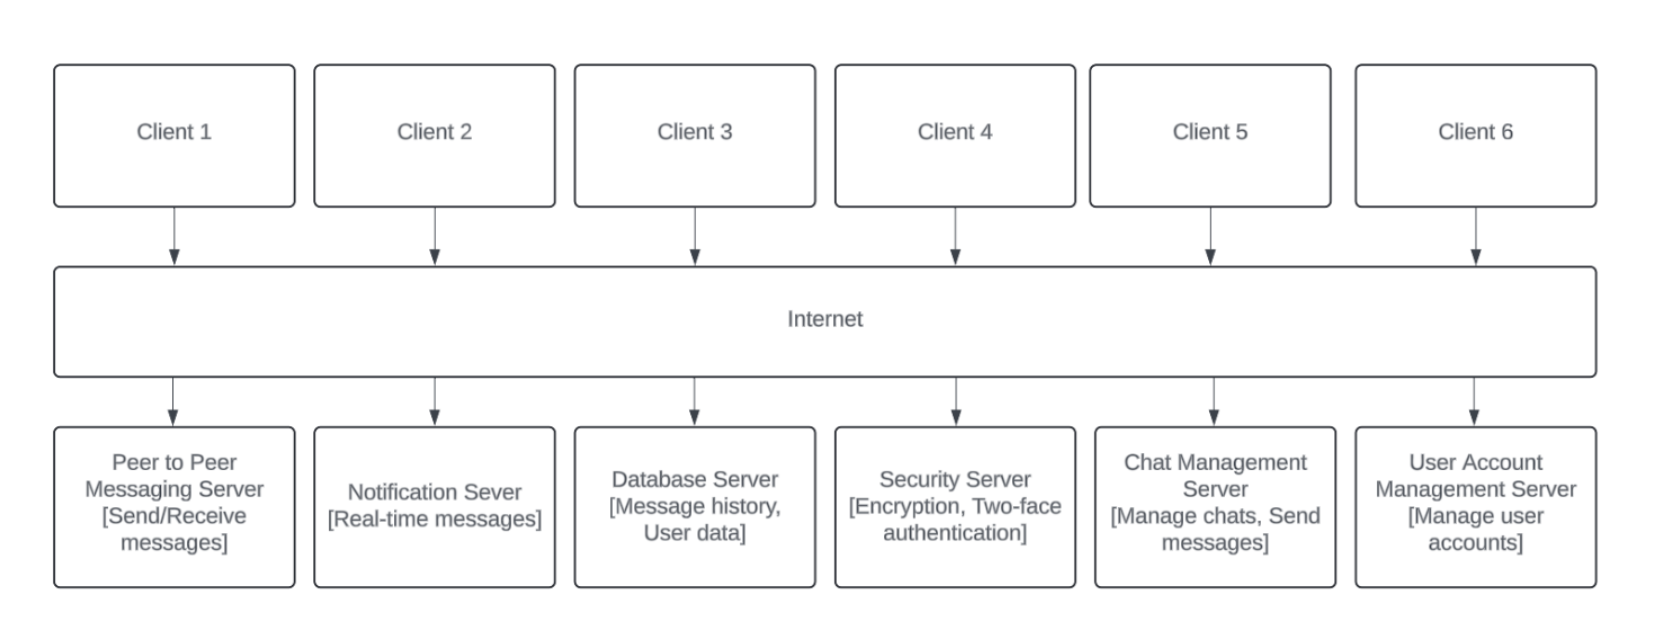 Client 1
Client 2
Client 3
Client 4
Client 5
Client 6
Internet
Peer to Peer
Messaging Server
[Send/Receive
messages]
Notification Sever
[Real-time messages]
Database Server
[Message history,
User data]
Security Server
[Encryption, Two-face
authentication]
Chat Management
Server
[Manage chats, Send
messages]
User Account
Management Server
[Manage user
accounts]